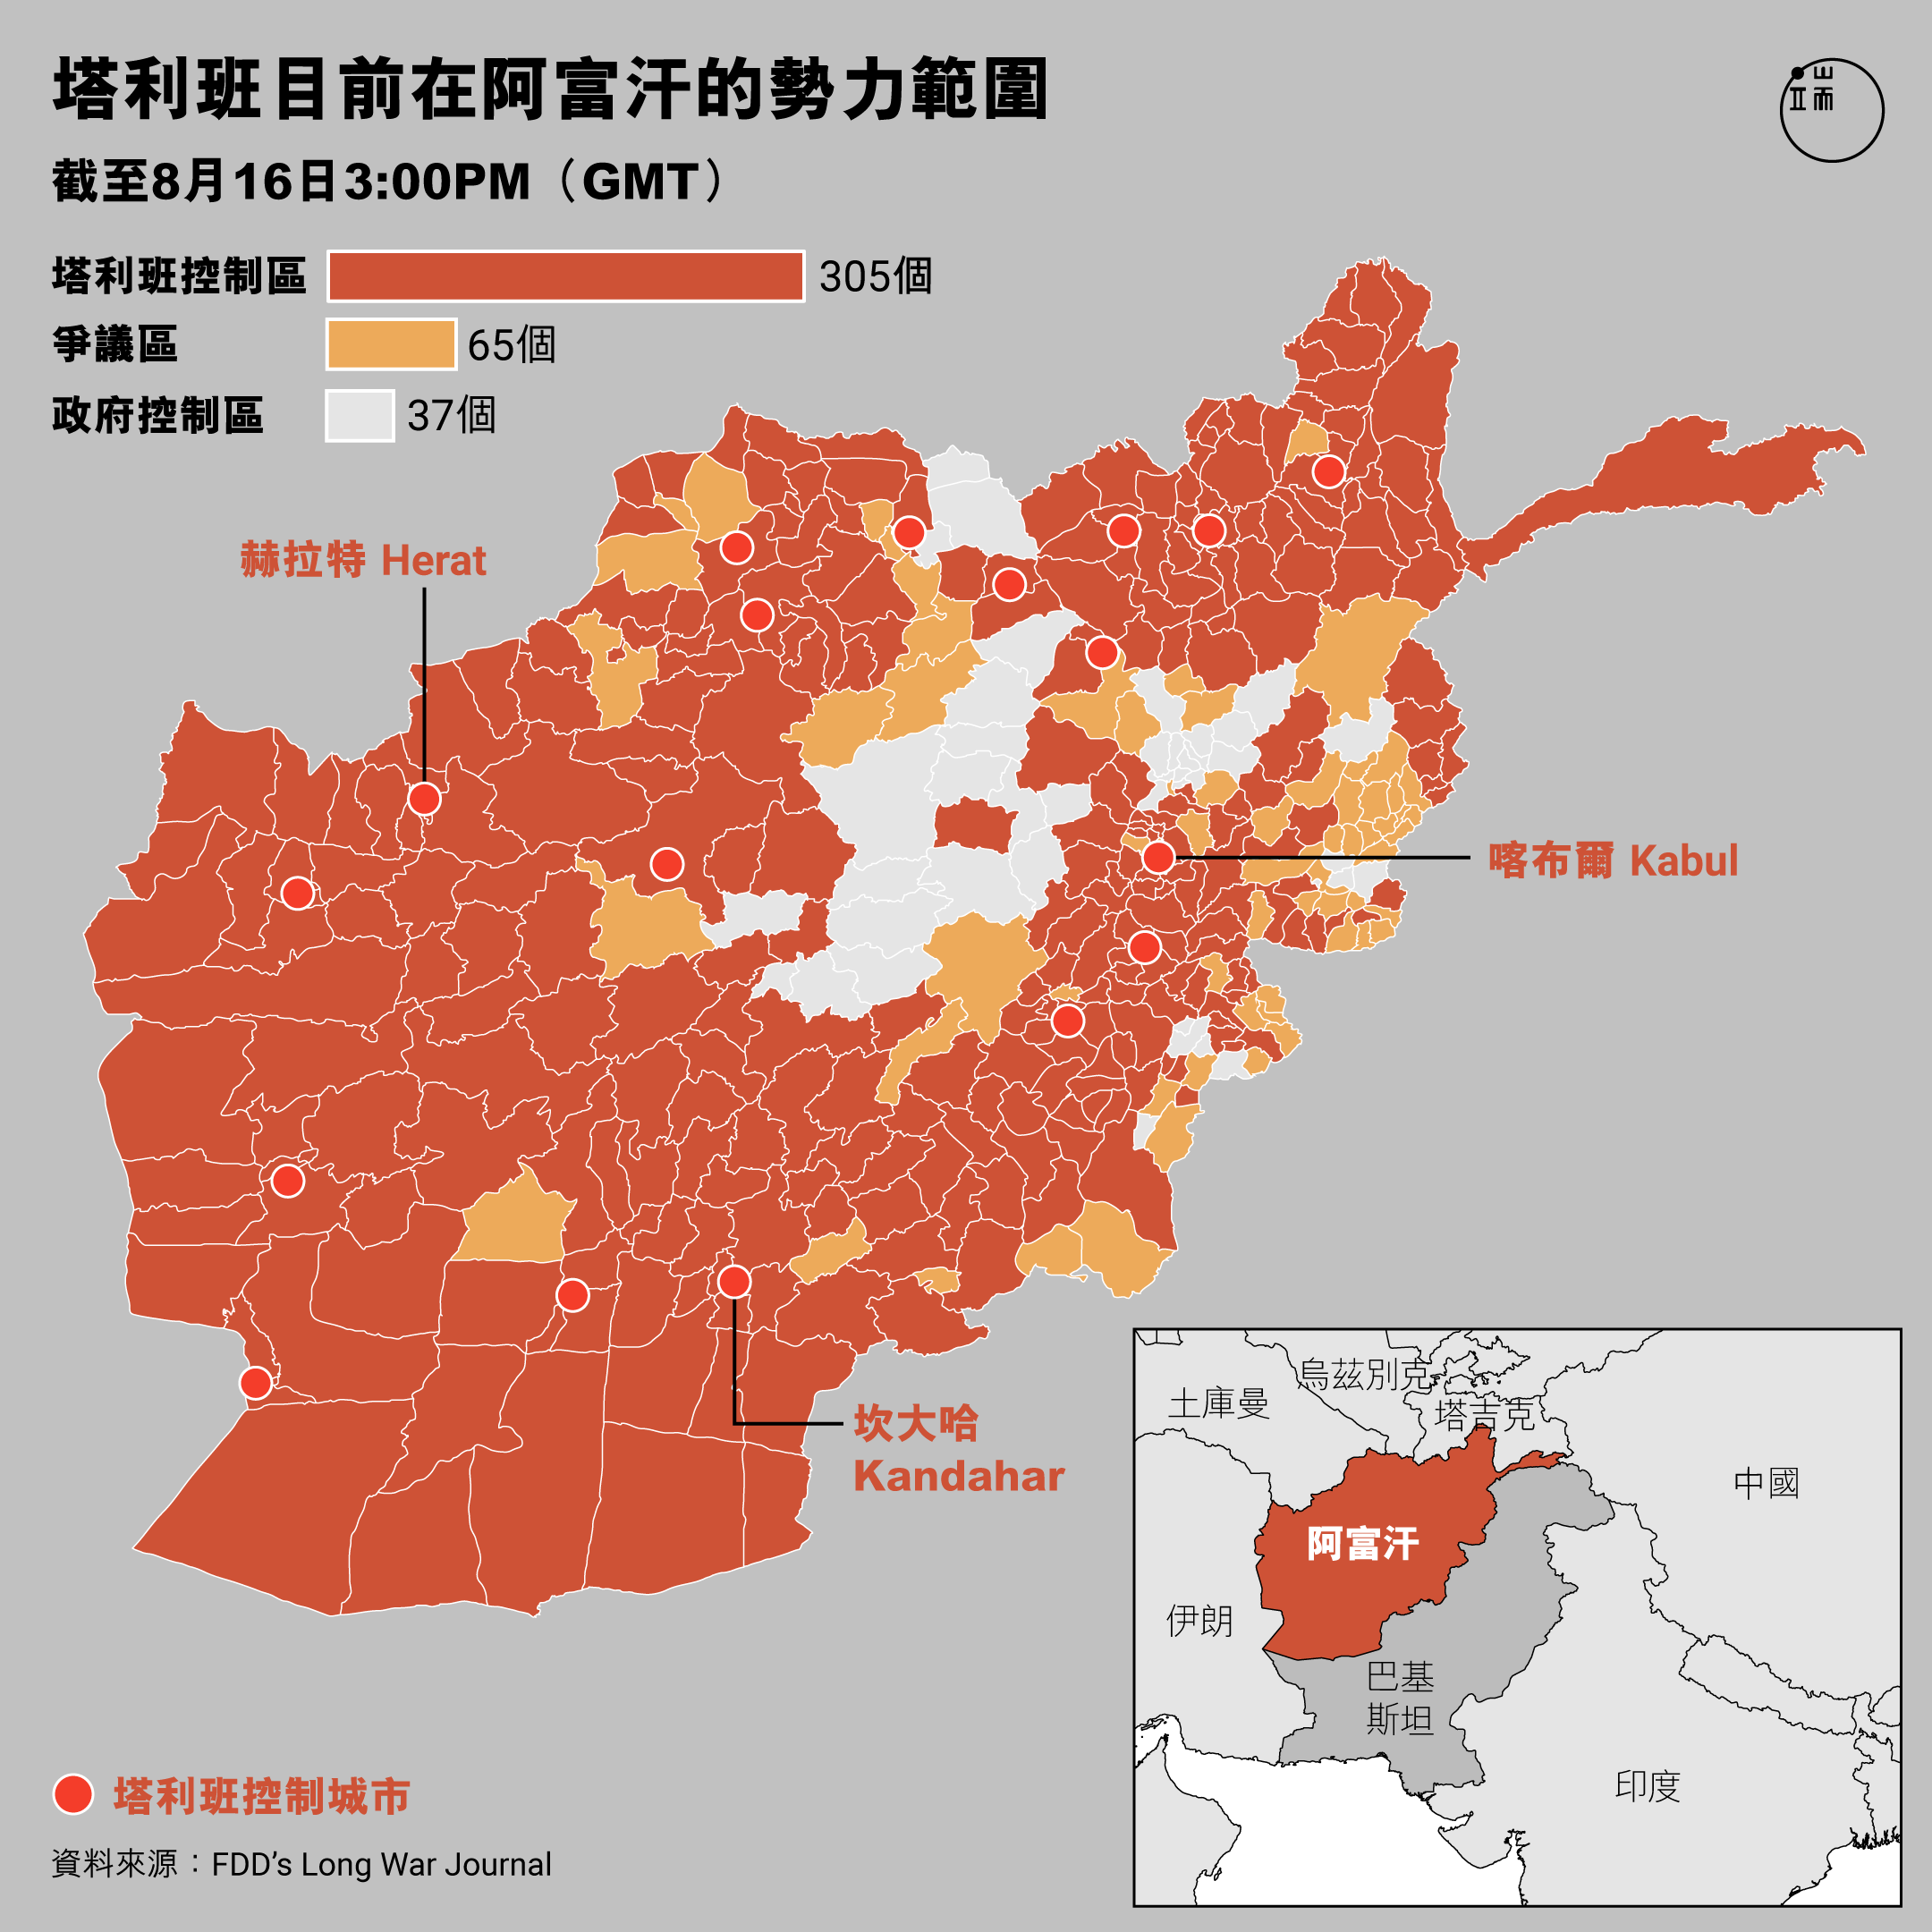 塔利班目前在阿富汗的勢力範圍
端
截至8月16日3:00PM（GMT）
塔利班控制區 305個
爭議區 65個
政府控制區 37個
赫拉特 Herat
喀布爾 Kabul
坎大哈
Kandahar
烏茲別克
土庫曼
塔吉克
中國
阿富汗
伊朗
巴基
斯坦
印度
塔利班控制城市
資料來源：FDD’s Long War Journal